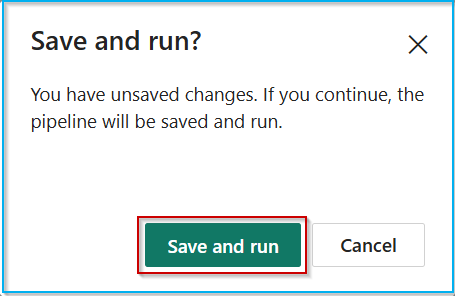 Save and run?
You have unsaved changes. If you continue, the
pipeline will be saved and run.
Save and run
Cancel